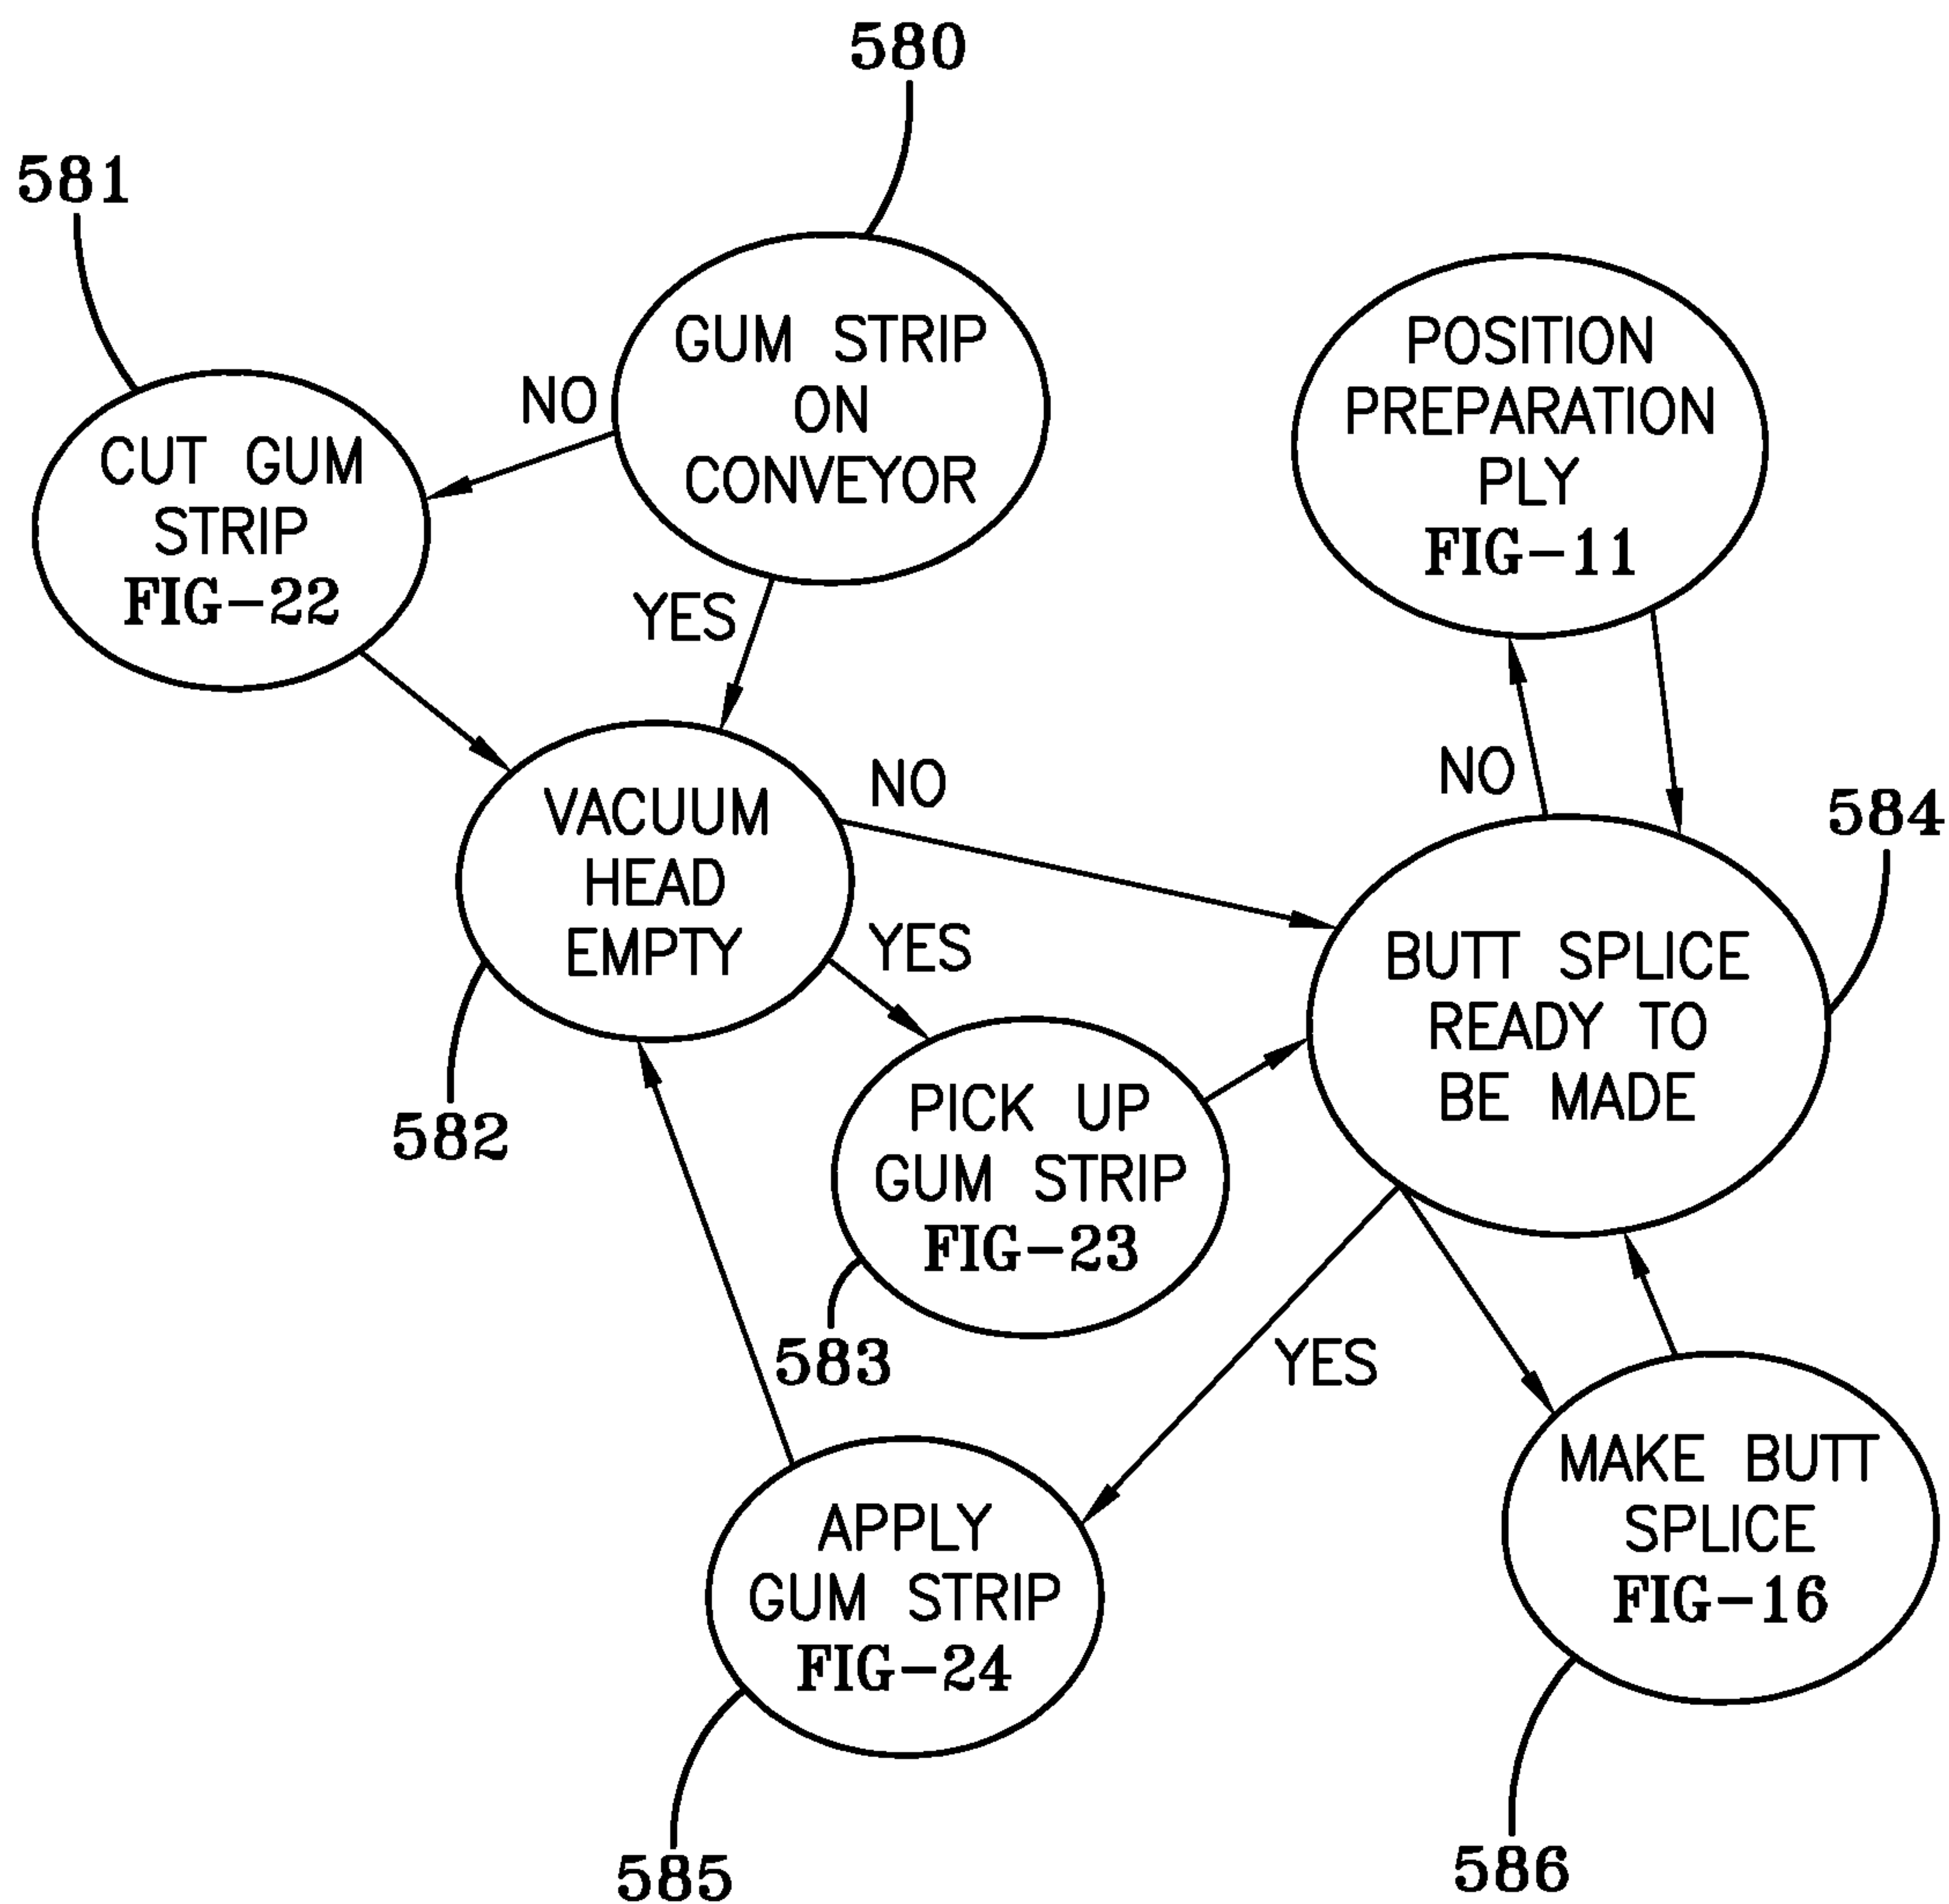 580
581
GUM STRIP
ON
CONVEYOR
NO
YES
CUT GUM
STRIP
FIG-22
POSITION
PREPARATION
PLY
FIG-11
NO
584
VACUUM
HEAD
EMPTY
NO
YES
582
BUTT SPLICE
READY TO
BE MADE
PICK UP
GUM STRIP
FIG-23
583
YES
APPLY
GUM STRIP
FIG-24
585
MAKE BUTT
SPLICE
FIG-16
586